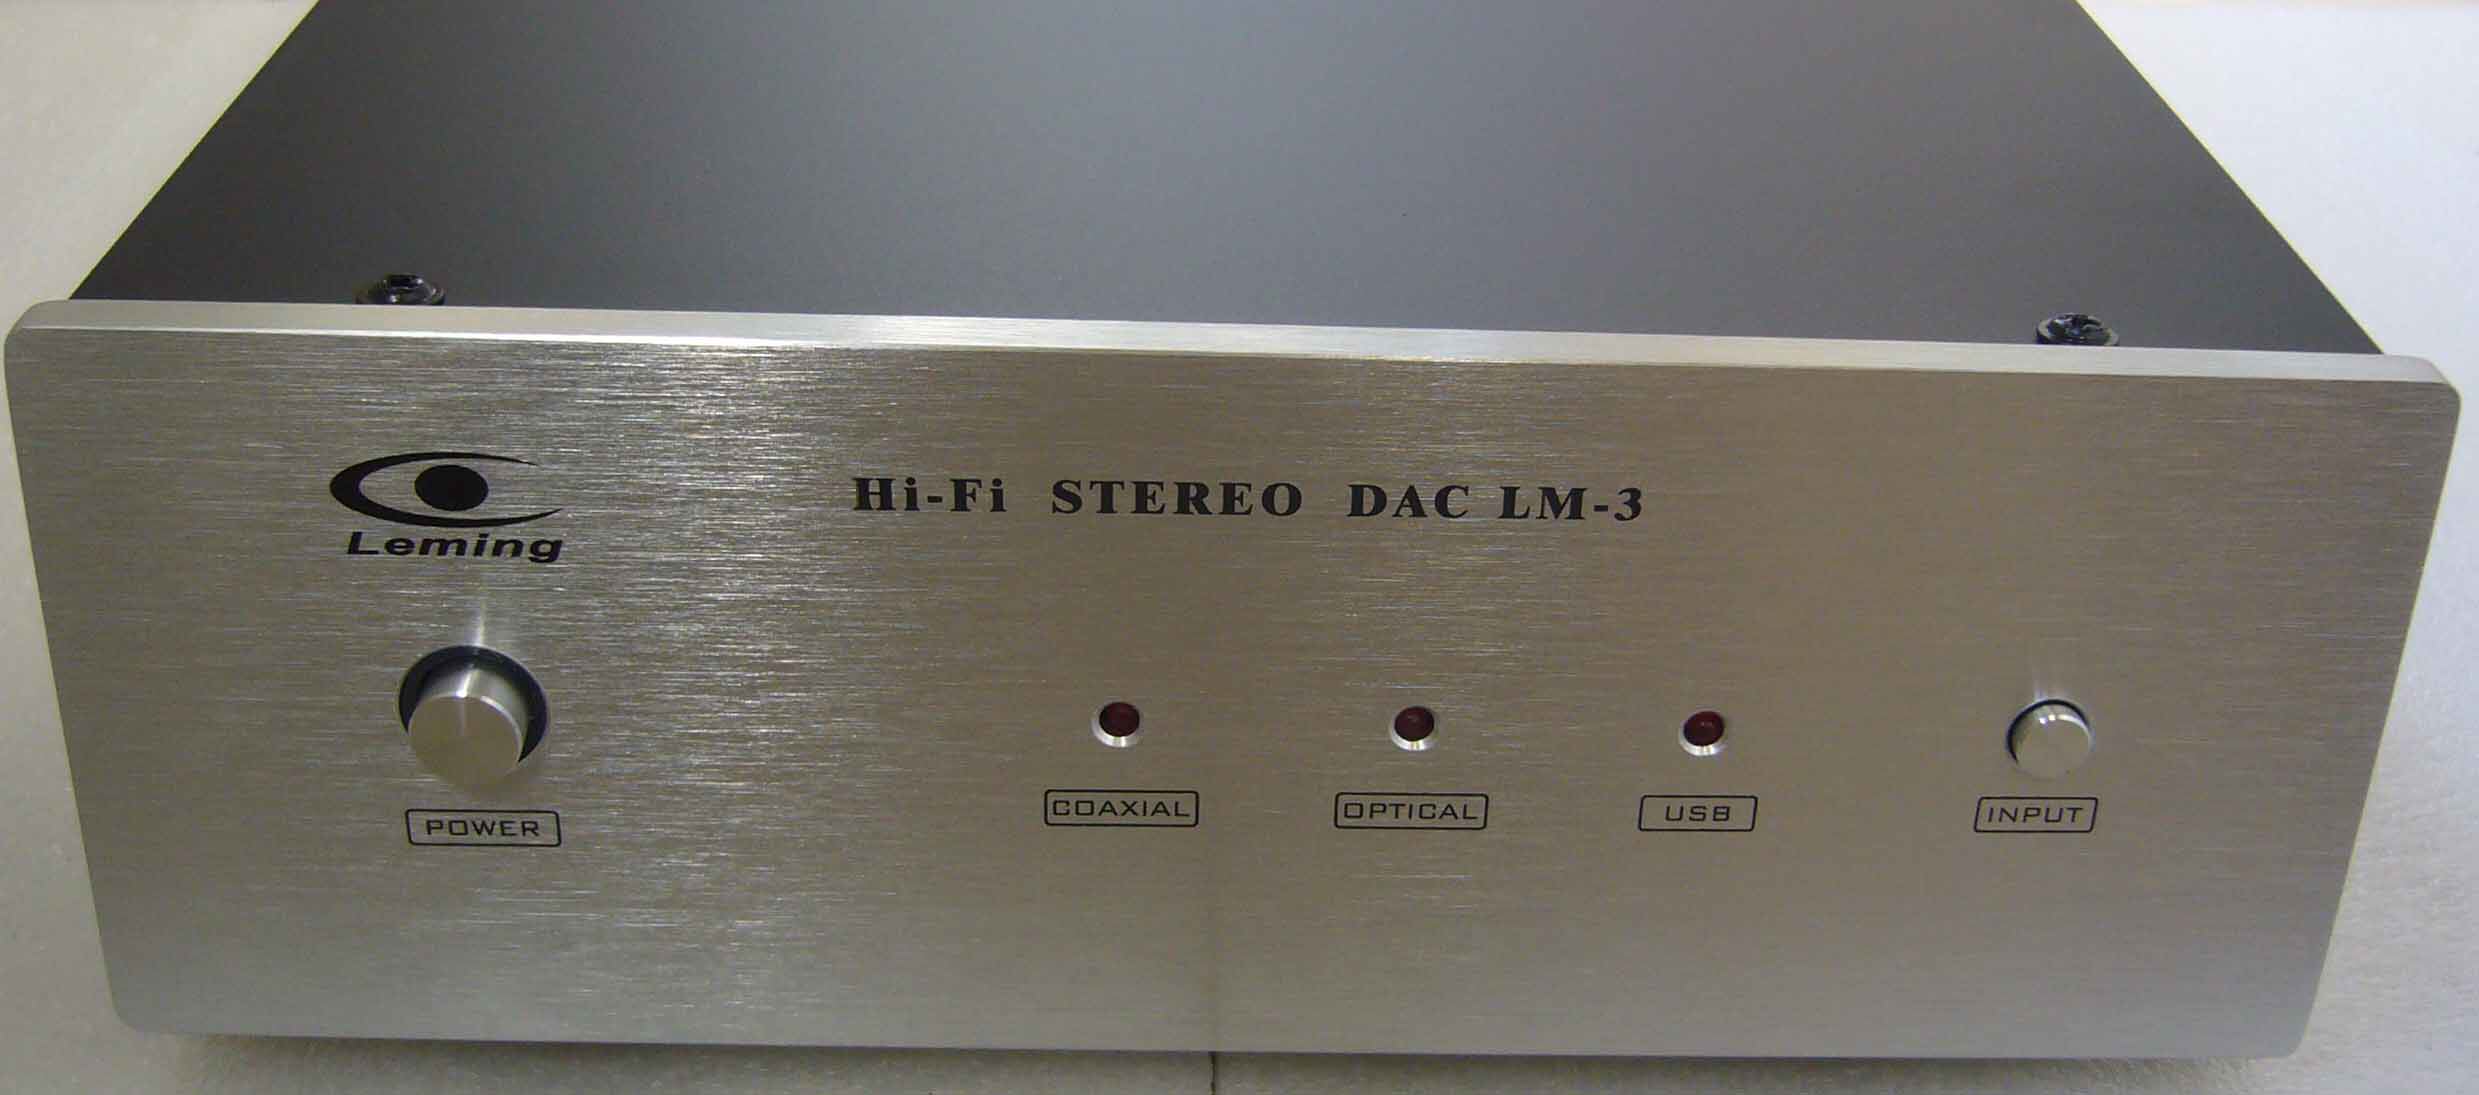 Leming
Hi-Fi STEREO DAC LM-3
POWER
COAXIAL
OPTICAL
USB
INPUT